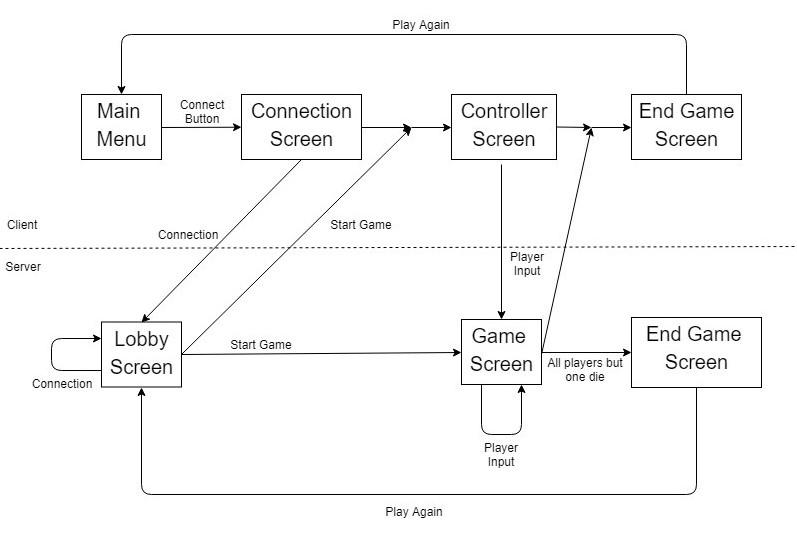 Play Again
Main
Menu
Connect
Button
Connection
Screen
Controller
Screen
End Game
Screen
Client
Connection
Start Game
Server
Player
Input
Lobby
Screen
Connection
Start Game
Game
Screen
All players but
one die
End Game
Screen
Player
Input
Play Again